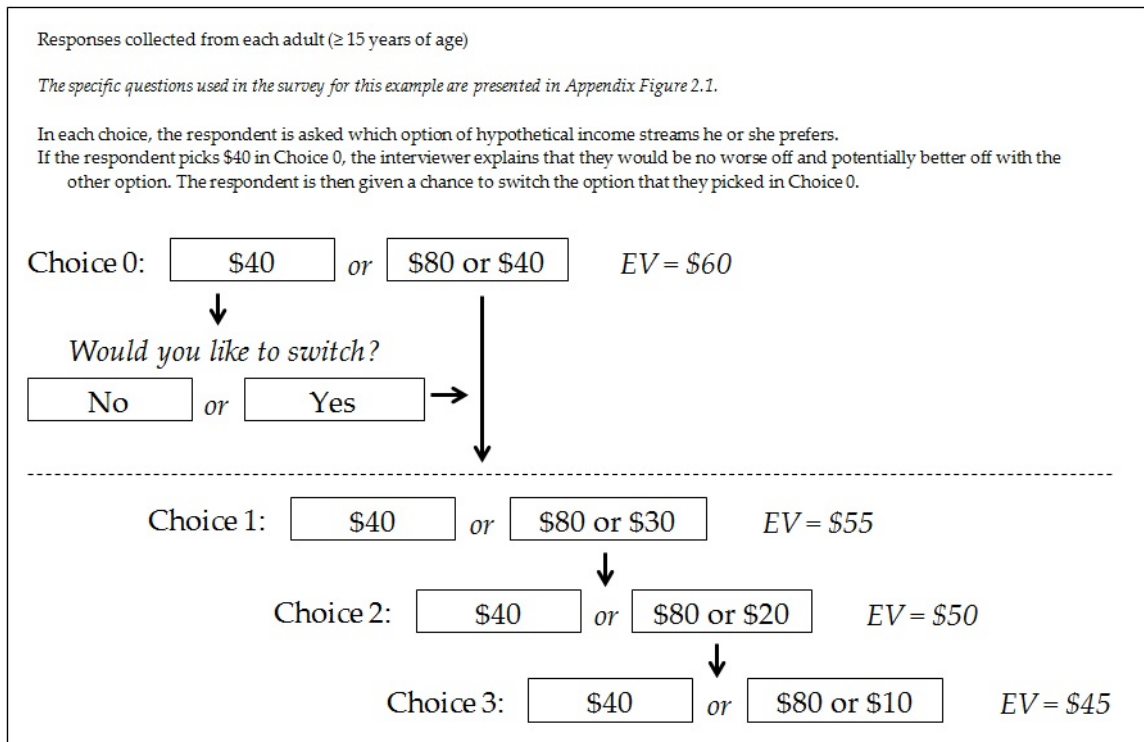 Responses collected from each adult (≥ 15 years of age)
The specific questions used in the survey for this example are presented in Appendix Figure 2.1.
In each choice, the respondent is asked which option of hypothetical income streams he or she prefers.
If the respondent picks $40 in Choice 0, the interviewer explains that they would be no worse off and potentially better off with the
other option. The respondent is then given a chance to switch the option that they picked in Choice 0.
Choice 0: $40 or $80 or $40 EV = $60
Would you like to switch?
No or Yes
Choice 1: $40 or $80 or $30 EV = $55
Choice 2: $40 or $80 or $20 EV = $50
Choice 3: $40 or $80 or $10 EV = $45